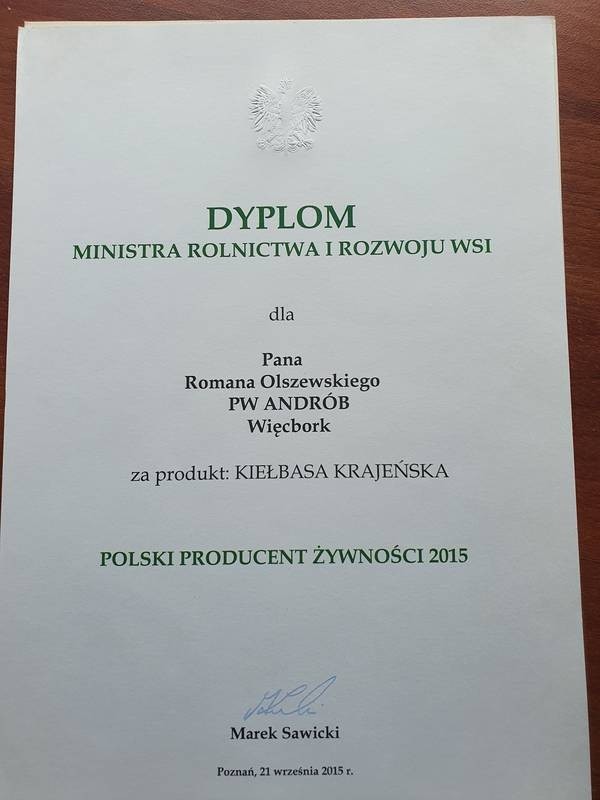 DYPLOM
MINISTRA ROLNICTWA I ROZWOJU WSI
dla
Pana
Romana Olszewskiego
PW ANDRÓB
Więcbork
za produkt: KIEŁBASA KRAJEŃSKA
POLSKI PRODUCENT ŻYWNOŚCI 2015
Marek Sawicki
Poznań, 21 września 2015 r.